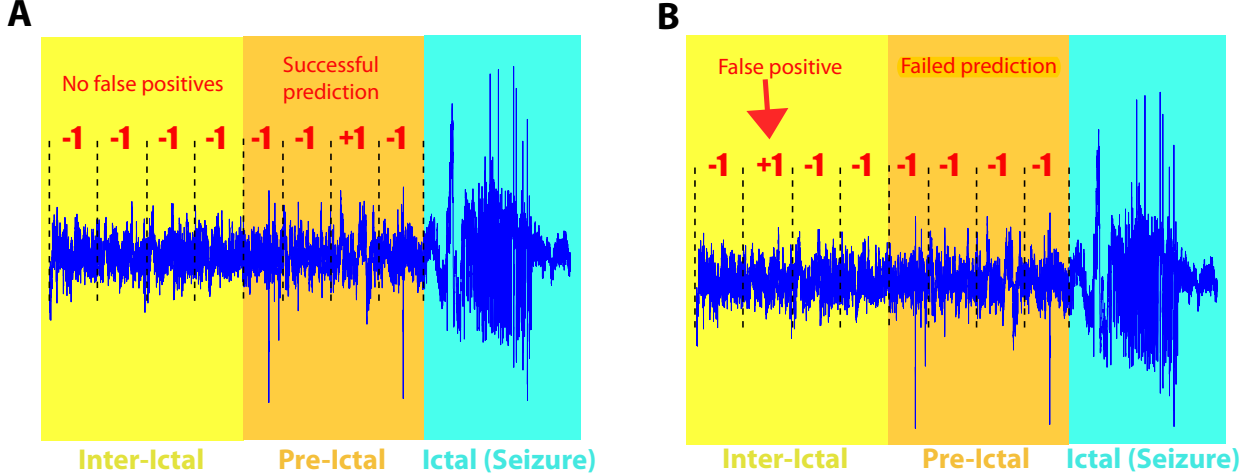 A
No false positives
Successful
prediction
-1 -1 -1 -1 -1 -1 +1 -1
Inter-Ictal Pre-Ictal Ictal (Seizure)
B
False positive Failed prediction
-1 +1 -1 -1 -1 -1 -1 -1
Inter-Ictal Pre-Ictal Ictal (Seizure)